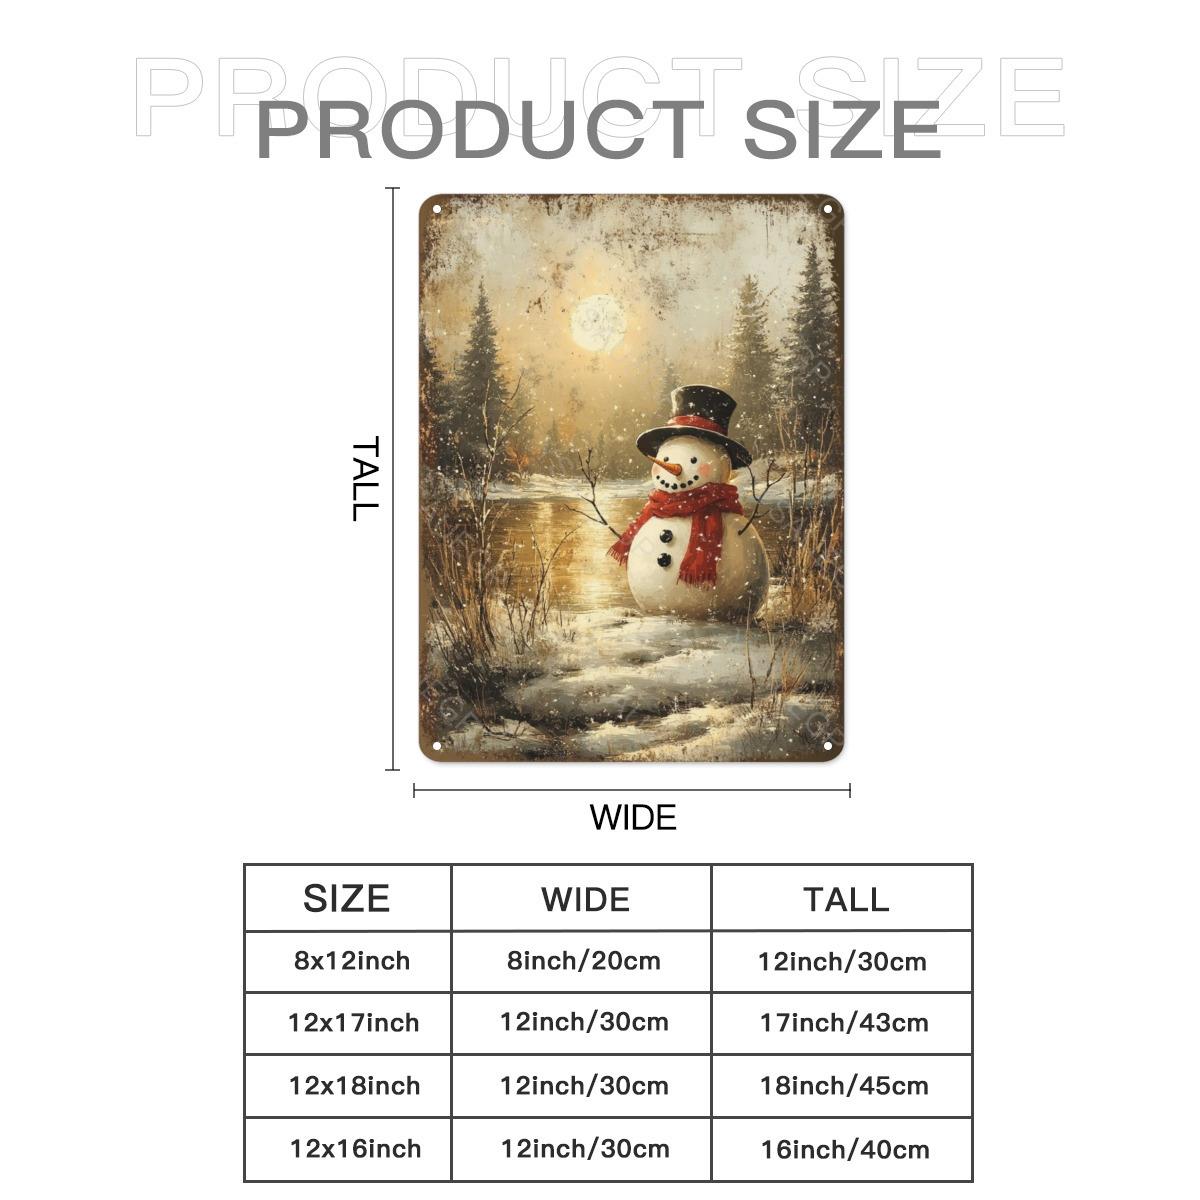 PRODUCT SIZE
PRODUCT SIZE
TALL
WIDE
SIZE WIDE TALL
8x12inch 8inch/20cm 12inch/30cm
12x17inch 12inch/30cm 17inch/43cm
12x18inch 12inch/30cm 18inch/45cm
12x16inch 12inch/30cm 16inch/40cm